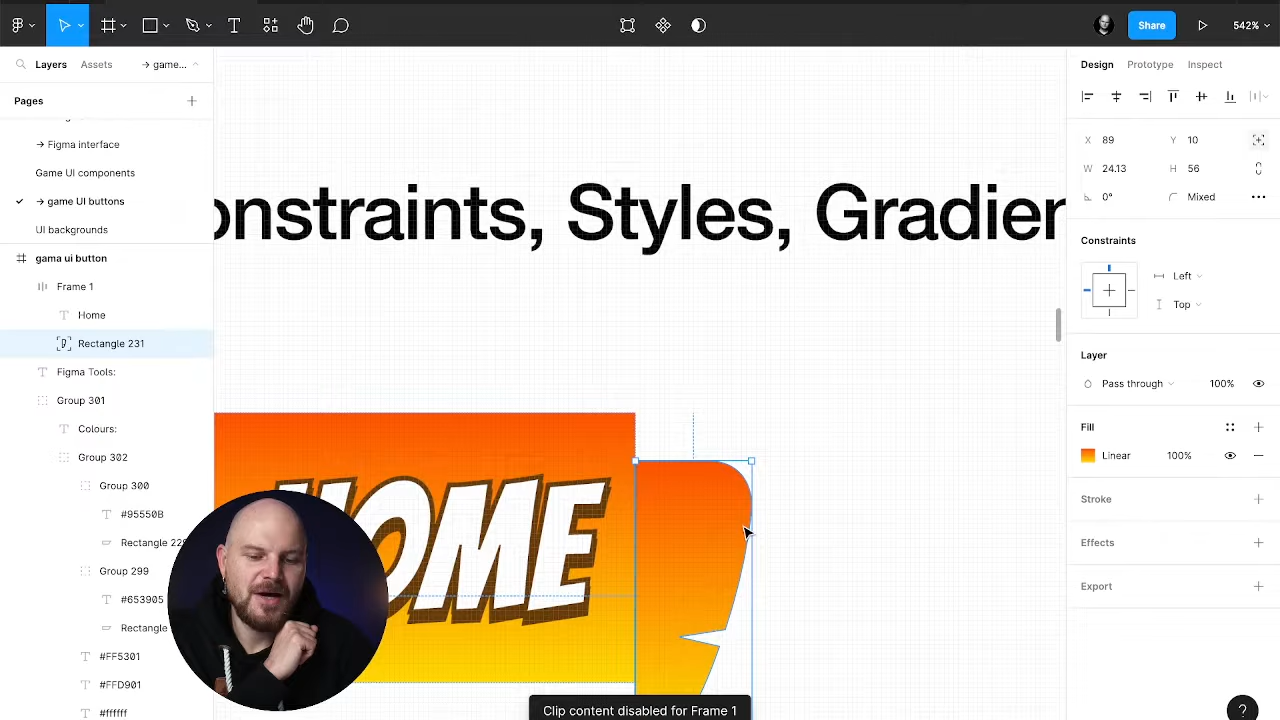 Share
542%
Layers
Assets
→ game...
Design
Prototype
Inspect
Pages
→ Figma interface
Game UI components
→ game UI buttons
UI backgrounds
gama ui button
Frame 1
Home
Rectangle 231
Figma Tools:
Group 301
Colours:
Group 302
Group 300
#95550B
Rectangle
Group 299
#653905
Rectangle
#FF5301
#FFD901
#ffffff
onstraints, Styles, Gradien
HOME
Clip content disabled for Frame 1
X 89
Y 10
W 24.13
H 56
0°
Mixed
Constraints
Left
Top
Layer
Pass through
100%
Fill
Linear
100%
Stroke
Effects
Export
?